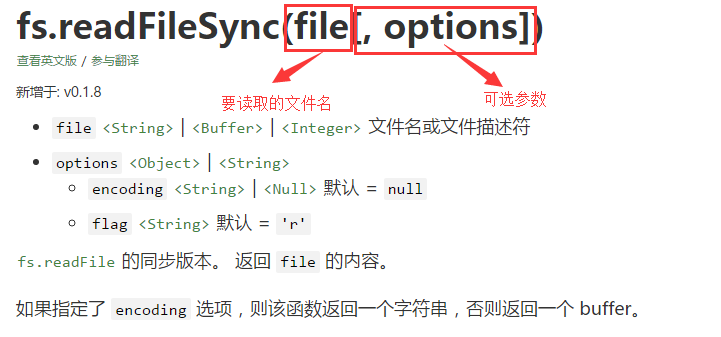 fs.readFileSync(file[, options])
查看英文版 / 参与翻译
新增于: v0.1.8
要读取的文件名
可选参数
file <String> | <Buffer> | <Integer> 文件名或文件描述符
options <Object> | <String>
encoding <String> | <Null> 默认 = null
flag <String> 默认 = 'r'
fs.readFile 的同步版本。 返回 file 的内容。
如果指定了 encoding 选项，则该函数返回一个字符串，否则返回一个 buffer。